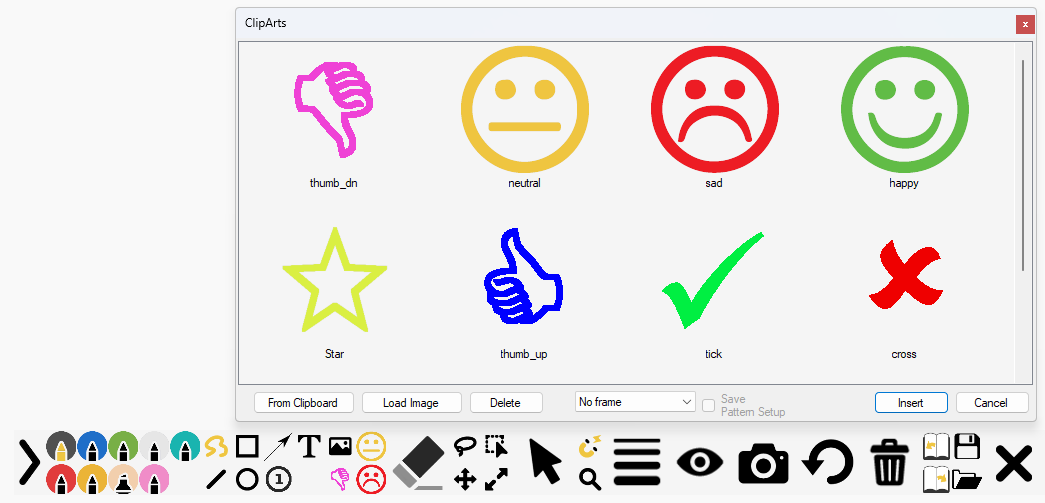 ClipArts
x
thumb_dn
neutral
sad
happy
Star
thumb_up
tick
cross
From Clipboard
Load Image
Delete
No frame
Save
Pattern Setup
Insert
Cancel
T
1